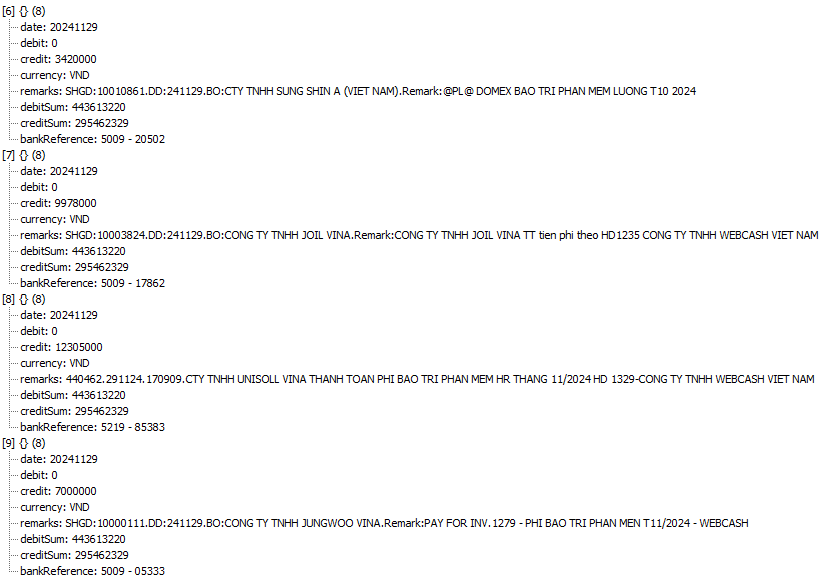 [6] {} (8)
date: 20241129
debit: 0
credit: 3420000
currency: VND
remarks: SHGD:10010861.DD:241129.BO:CTY TNHH SUNG SHIN A (VIET NAM).Remark:@PL@ DOMEX BAO TRI PHAN MEM LUONG T10 2024
debitSum: 443613220
creditSum: 295462329
bankReference: 5009 - 20502
[7] {} (8)
date: 20241129
debit: 0
credit: 9978000
currency: VND
remarks: SHGD:10003824.DD:241129.BO:CONG TY TNHH JOIL VINA.Remark:CONG TY TNHH JOIL VINA TT tien phi theo HD1235 CONG TY TNHH WEBCASH VIET NAM
debitSum: 443613220
creditSum: 295462329
bankReference: 5009 - 17862
[8] {} (8)
date: 20241129
debit: 0
credit: 12305000
currency: VND
remarks: 440462.291124.170909.CTY TNHH UNISOLL VINA THANH TOAN PHI BAO TRI PHAN MEM HR THANG 11/2024 HD 1329-CONG TY TNHH WEBCASH VIET NAM
debitSum: 443613220
creditSum: 295462329
bankReference: 5219 - 85383
[9] {} (8)
date: 20241129
debit: 0
credit: 7000000
currency: VND
remarks: SHGD:10000111.DD:241129.BO:CONG TY TNHH JUNGWOO VINA.Remark:PAY FOR INV.1279 - PHI BAO TRI PHAN MEN T11/2024 - WEBCASH
debitSum: 443613220
creditSum: 295462329
bankReference: 5009 - 05333